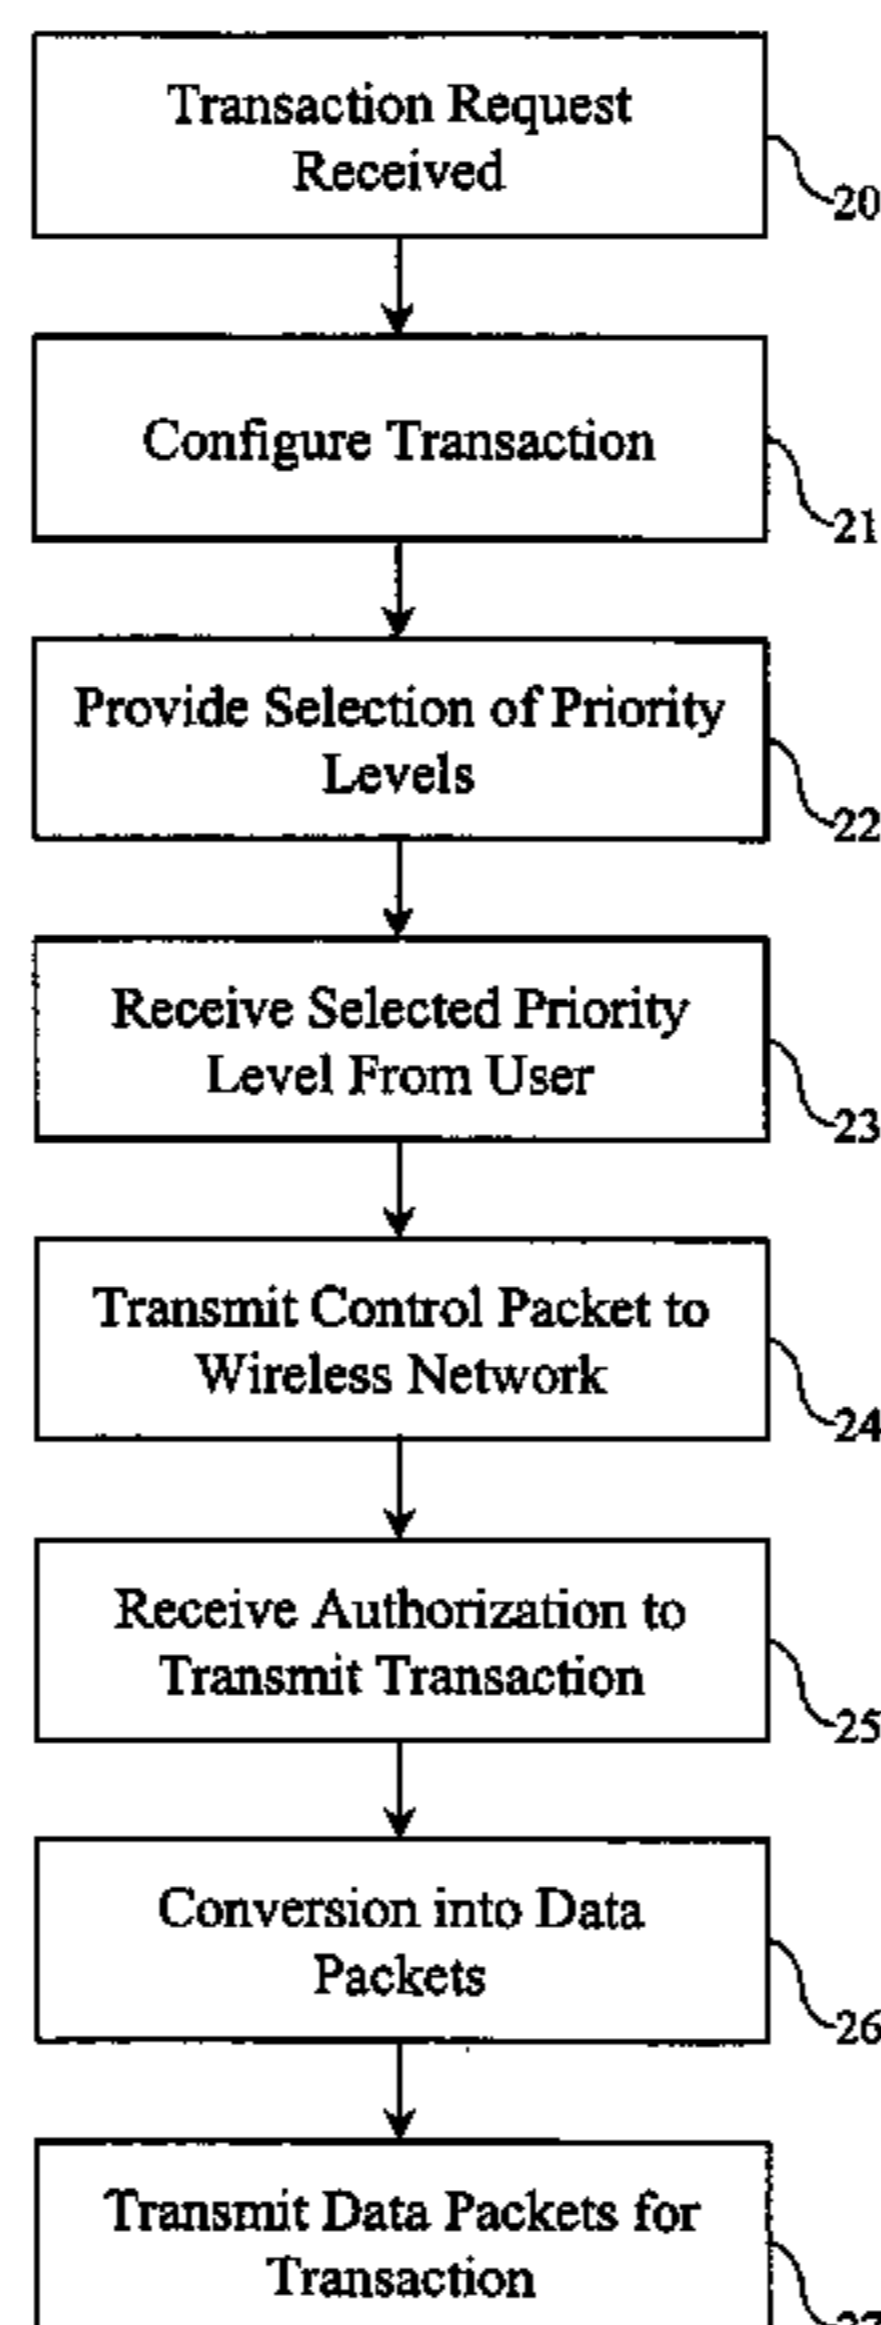 Transaction Request
Received
20
Configure Transaction
21
Provide Selection of Priority
Levels
22
Receive Selected Priority
Level From User
23
Transmit Control Packet to
Wireless Network
24
Receive Authorization to
Transmit Transaction
25
Conversion into Data
Packets
26
Transmit Data Packets for
Transaction